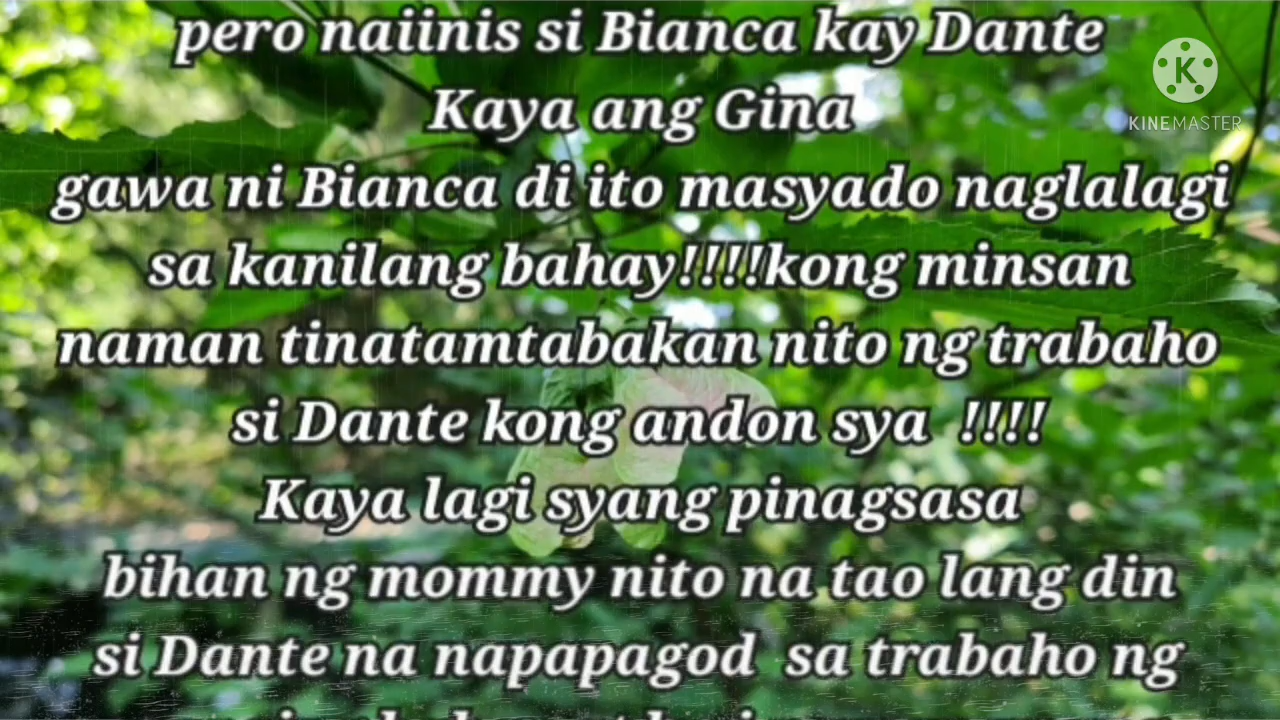 pero naiinis si Bianca kay Dante
Kaya ang Gina
gawa ni Bianca di ito masyado naglalagi
sa kanilang bahay!!!!kong minsan
naman tinatamtabakan nito ng trabaho
si Dante kong andon sya !!!!
Kaya lagi syang pinagsasa
bihan ng mommy nito na tao lang din
si Dante na napapagod sa trabaho ng
K
KINEMASTER